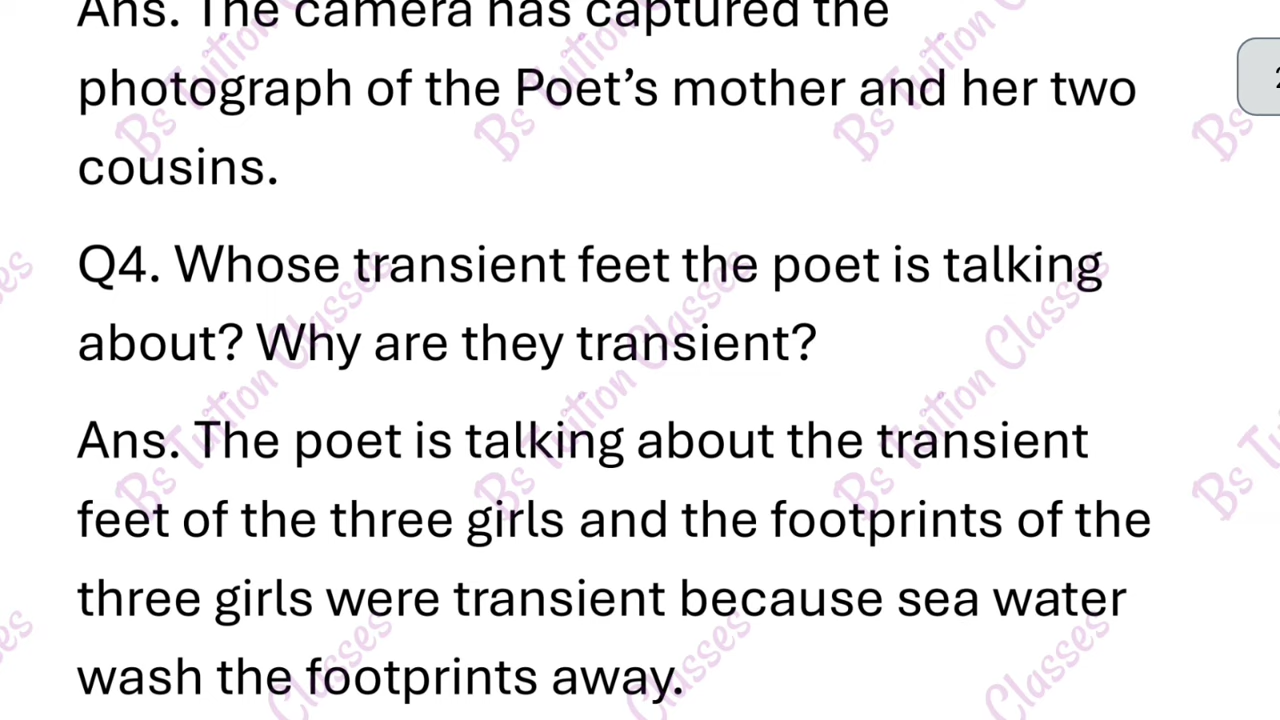 Ans. The camera has captured the
photograph of the Poet’s mother and her two
cousins.
Q4. Whose transient feet the poet is talking
about? Why are they transient?
Ans. The poet is talking about the transient
feet of the three girls and the footprints of the
three girls were transient because sea water
wash the footprints away.
Bs Tuition Classes